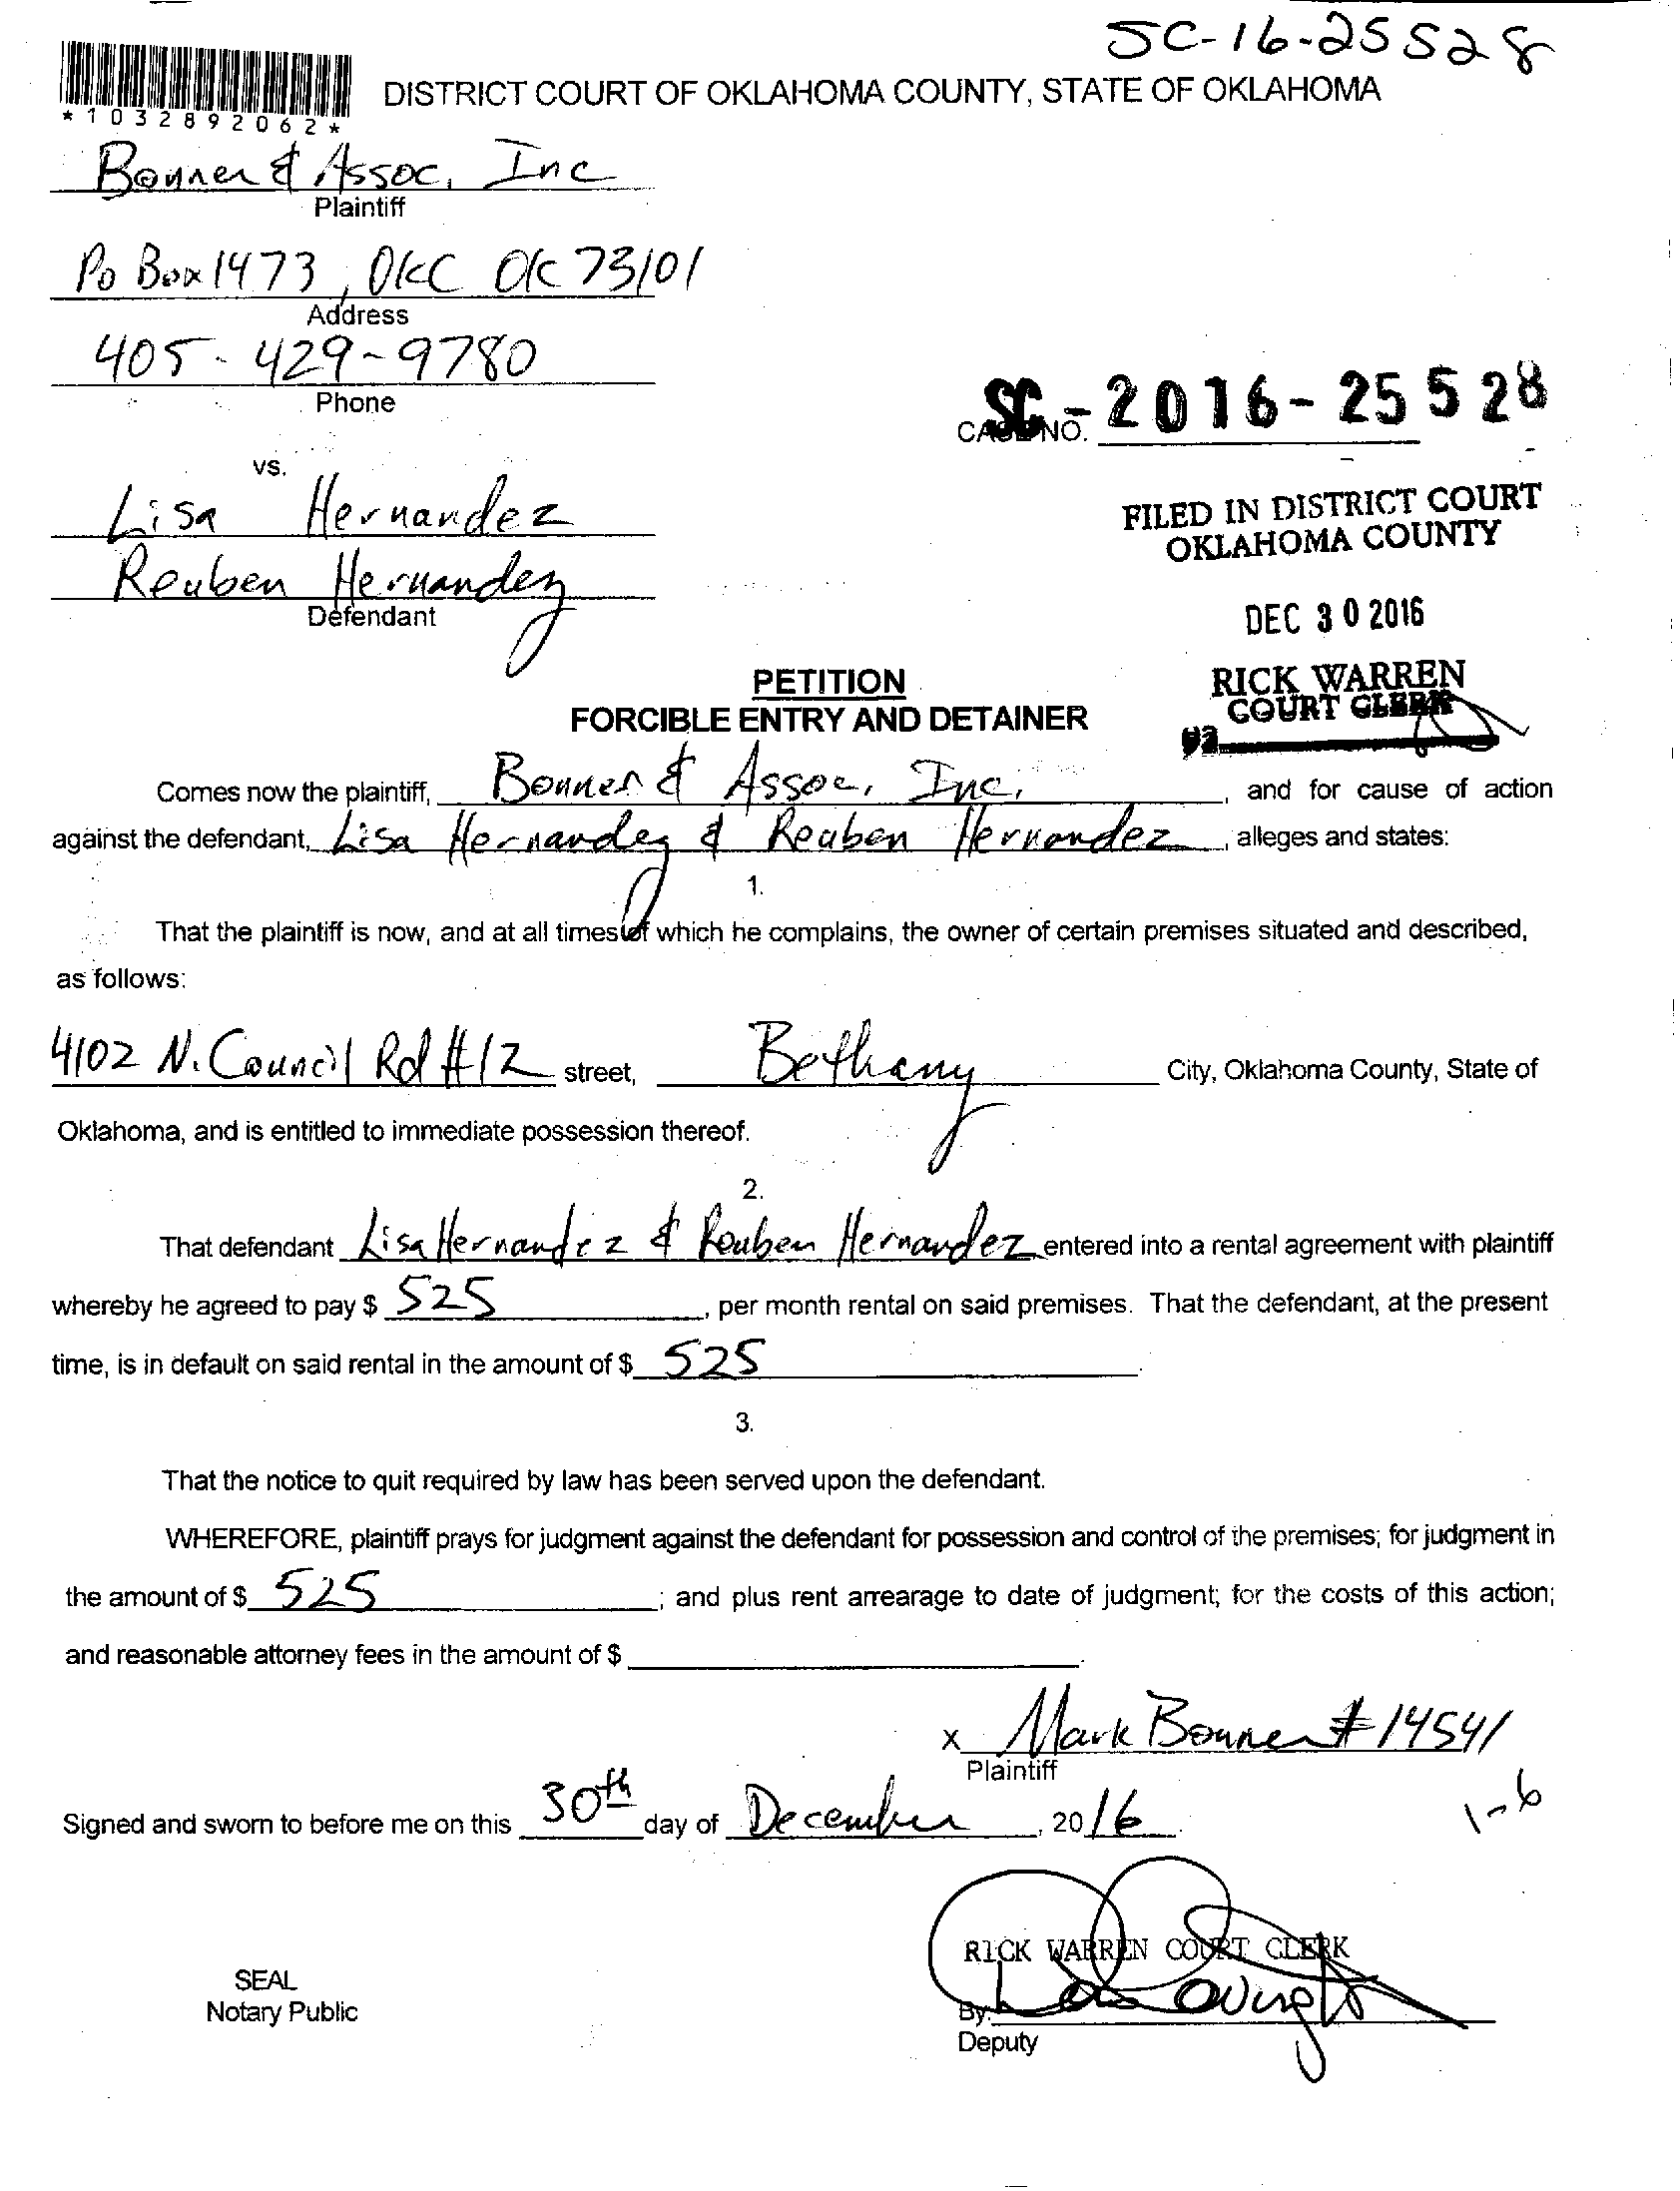 SC-16-25528
DISTRICT COURT OF OKLAHOMA COUNTY, STATE OF OKLAHOMA
*1032892062*
Bonner & Assoc, Inc
Plaintiff
Po Box 1473, OKC OK 73101
Address
405-429-9780
Phone
SC-2016-25528
CASE NO.
vs.
Lisa Hernandez
Reuben Hernandez
Defendant
FILED IN DISTRICT COURT
OKLAHOMA COUNTY
DEC 30 2016
RICK WARREN
COURT CLERK
PETITION
FORCIBLE ENTRY AND DETAINER
Comes now the plaintiff, Bonner & Assoc, Inc. , and for cause of action
against the defendant, Lisa Hernandez & Reuben Hernandez, alleges and states:
1.
That the plaintiff is now, and at all times of which he complains, the owner of certain premises situated and described,
as follows:
4102 N. Council Rd #12 street, Bethany City, Oklahoma County, State of
Oklahoma, and is entitled to immediate possession thereof.
2.
That defendant Lisa Hernandez & Reuben Hernandez entered into a rental agreement with plaintiff
whereby he agreed to pay $ 525 , per month rental on said premises. That the defendant, at the present
time, is in default on said rental in the amount of $ 525 .
3.
That the notice to quit required by law has been served upon the defendant.
WHEREFORE, plaintiff prays for judgment against the defendant for possession and control of the premises; for judgment in
the amount of $ 525 ; and plus rent arrearage to date of judgment; for the costs of this action;
and reasonable attorney fees in the amount of $ .
x Mark Bonner #14541
Plaintiff
1-6
Signed and sworn to before me on this 30th day of December, 2016.
RICK WARREN COURT CLERK
SEAL
Notary Public
By:
Deputy